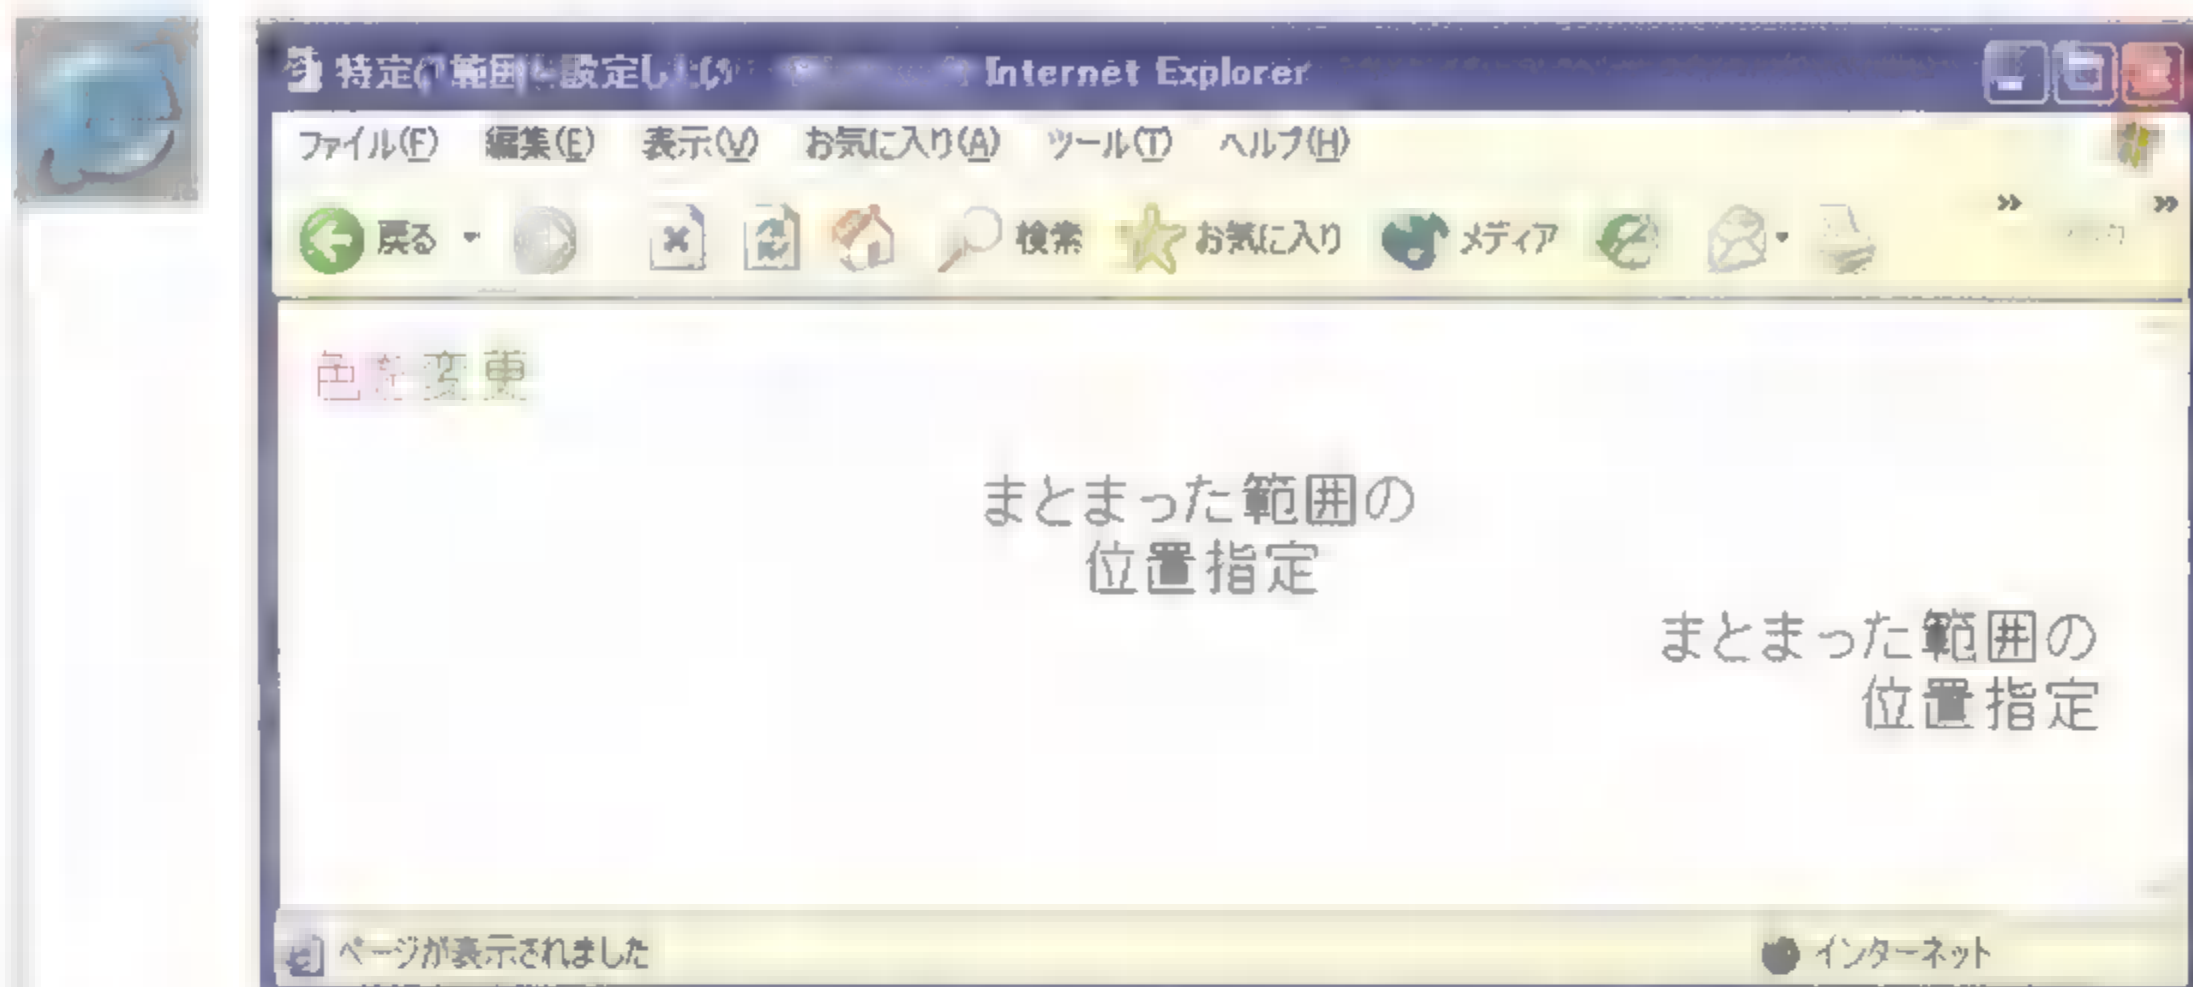 特定の範囲に設定したい Internet Explorer
ファイル(F) 編集(E) 表示(V) お気に入り(A) ツール(T) ヘルプ(H)
戻る 検索 お気に入り メディア »  »
色を変更
まとまった範囲の
位置指定
まとまった範囲の
位置指定
ページが表示されました インターネット